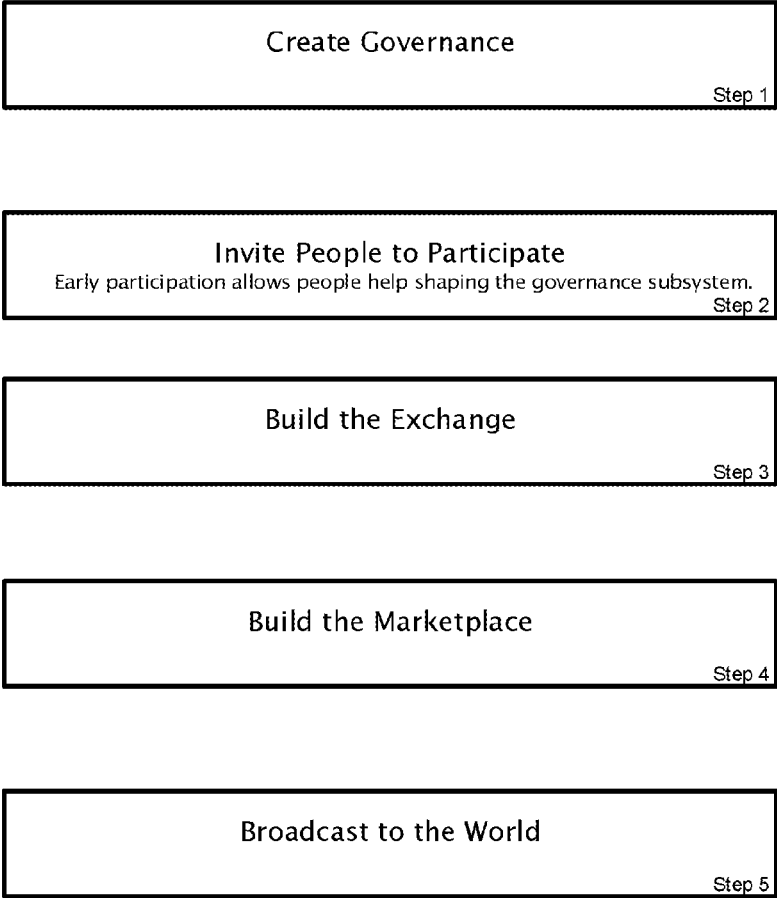 Create Governance
Step 1
Invite People to Participate
Early participation allows people help shaping the governance subsystem.
Step 2
Build the Exchange
Step 3
Build the Marketplace
Step 4
Broadcast to the World
Step 5